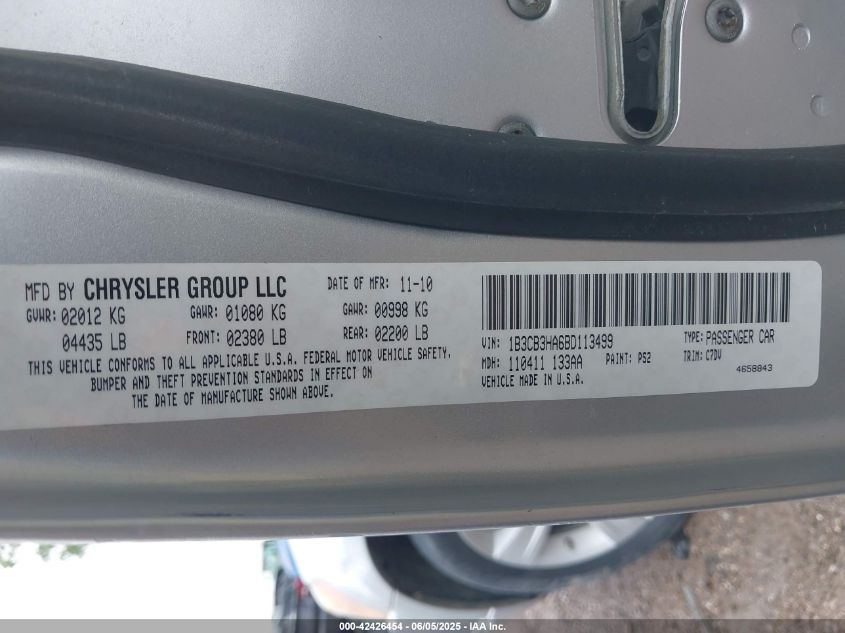 MFD BY CHRYSLER GROUP LLC DATE OF MFR: 11-10
GVWR: 02012 KG GAWR: 01080 KG GAWR: 00998 KG
04435 LB FRONT: 02380 LB REAR: 02200 LB
THIS VEHICLE CONFORMS TO ALL APPLICABLE U.S.A. FEDERAL MOTOR VEHICLE SAFETY,
BUMPER AND THEFT PREVENTION STANDARDS IN EFFECT ON
THE DATE OF MANUFACTURE SHOWN ABOVE.
VIN: 1B3CB3HA6BD113499 TYPE: PASSENGER CAR
MDH: 110411 133AA PAINT: PS2 TRIM: C7DV
VEHICLE MADE IN U.S.A. 4658843
000-42426454 - 06/05/2025 - IAA Inc.